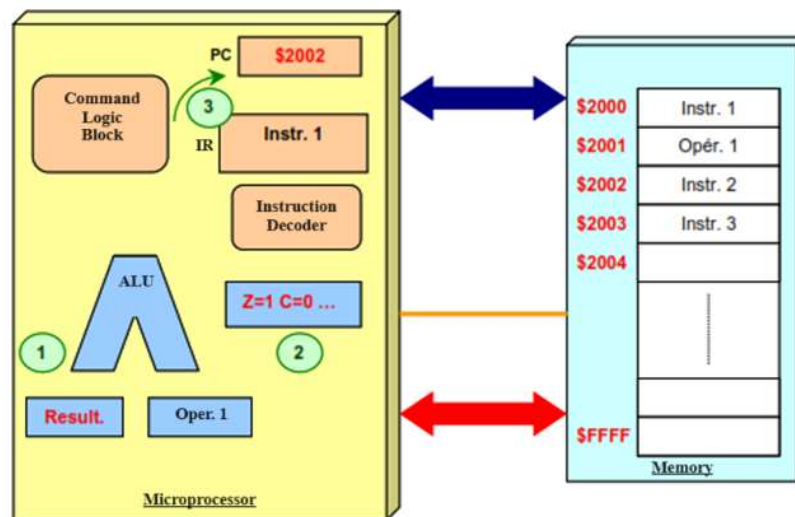 PC
$2002
Command
Logic
Block
3
IR
Instr. 1
Instruction
Decoder
ALU
Z=1 C=0 ...
1
2
Result.
Oper. 1
Microprocessor
$2000
Instr. 1
$2001
Opér. 1
$2002
Instr. 2
$2003
Instr. 3
$2004
$FFFF
Memory